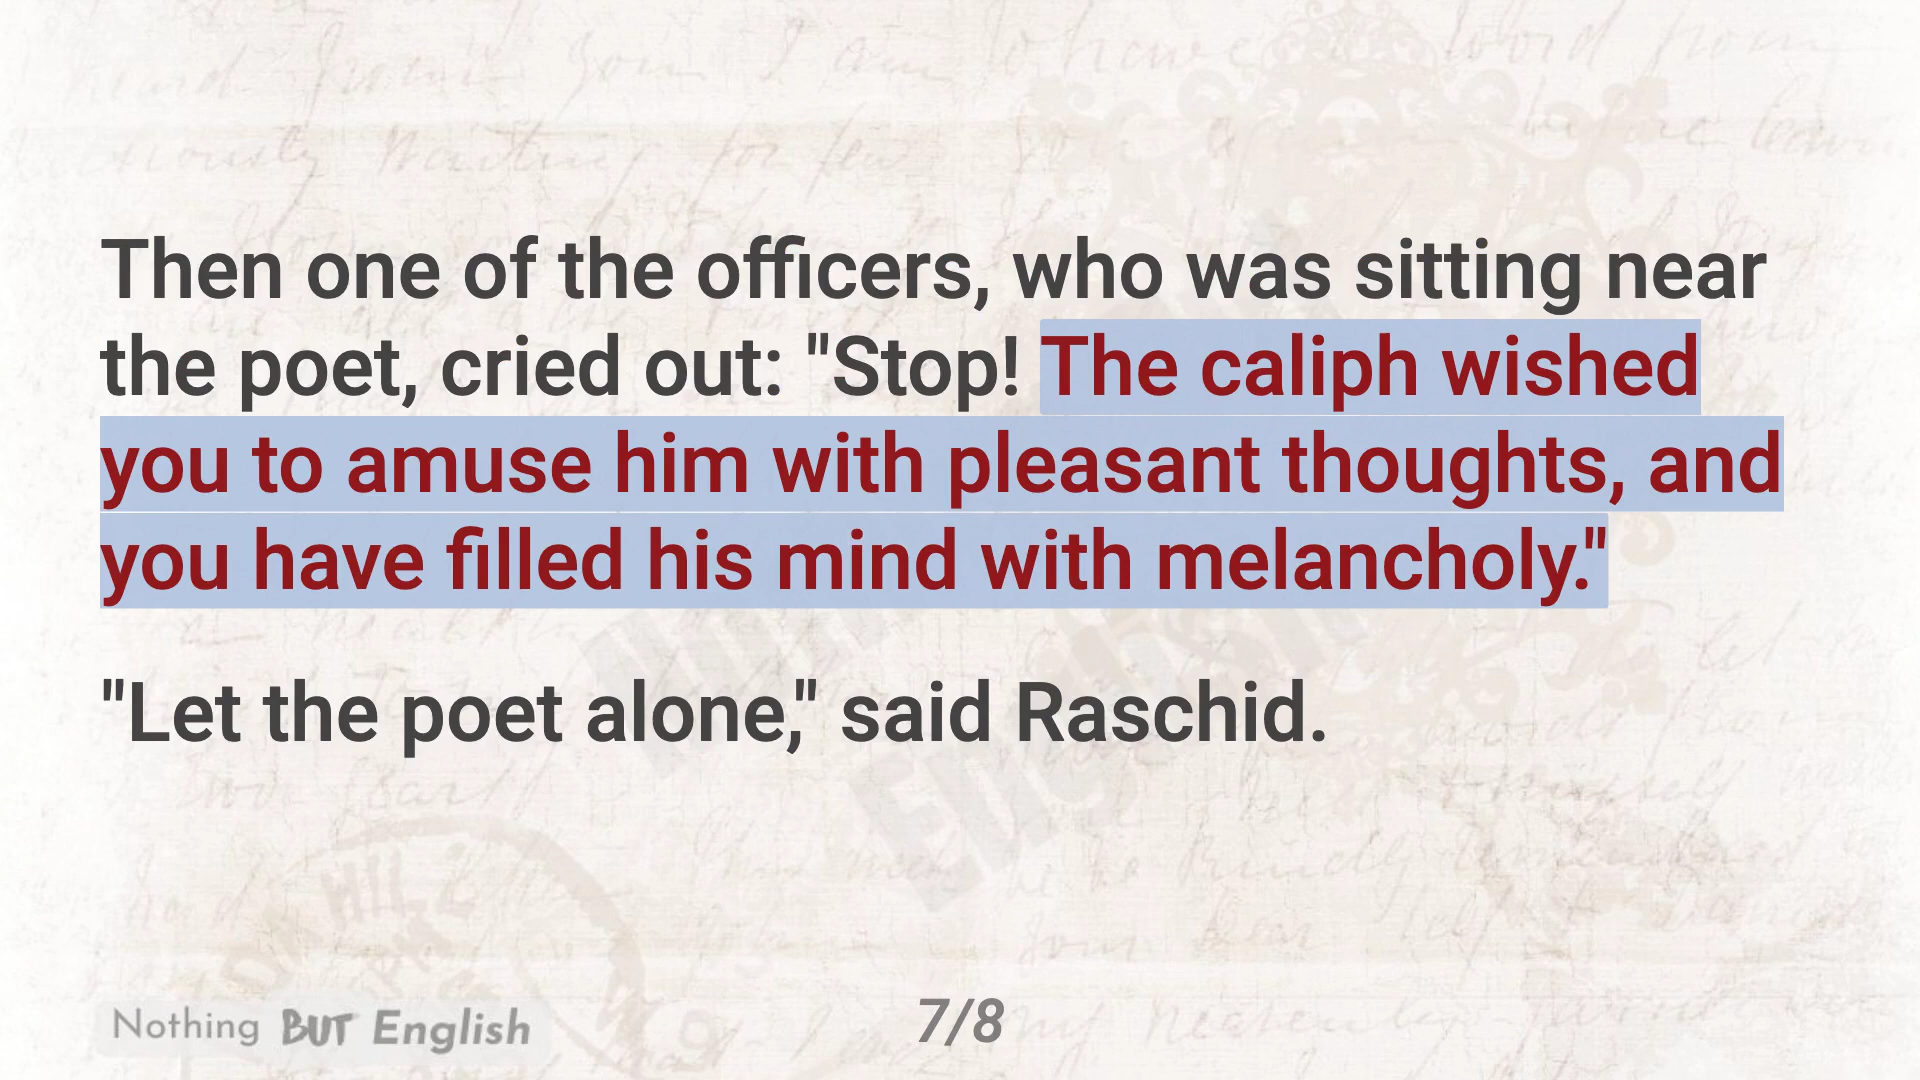 Then one of the officers, who was sitting near
the poet, cried out: "Stop! The caliph wished
you to amuse him with pleasant thoughts, and
you have filled his mind with melancholy."
"Let the poet alone," said Raschid.
Nothing BUT English
7/8